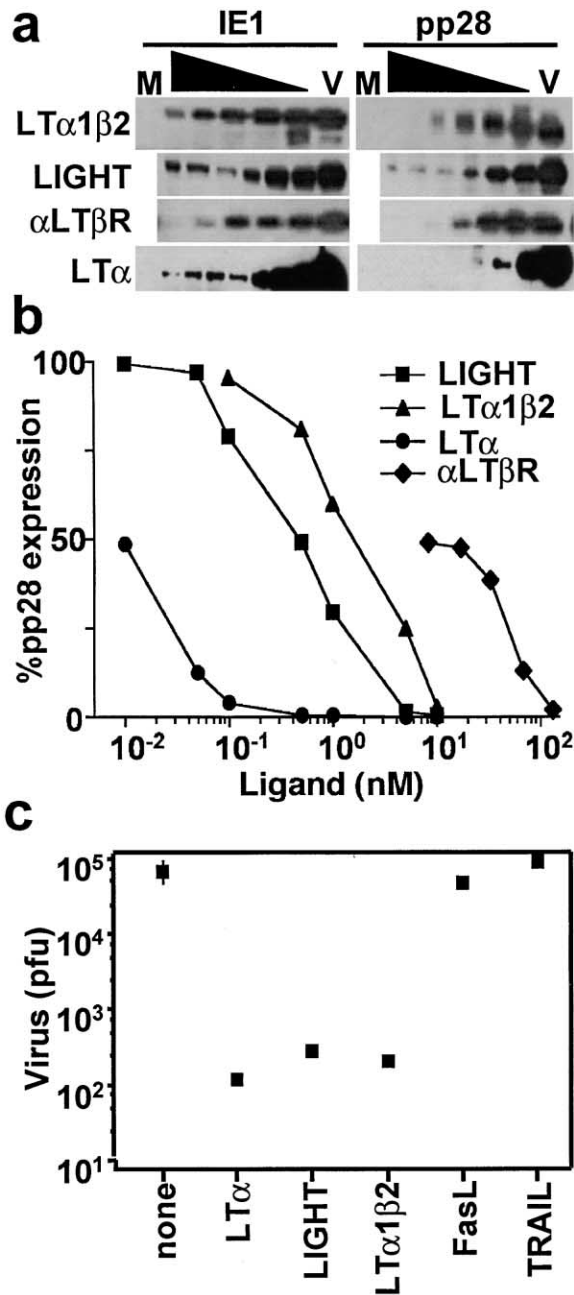 a
IE1 pp28
M V M V
LTα1β2
LIGHT
αLTβR
LTα
b
%pp28 expression
100
50
0
10⁻² 10⁻¹ 10⁰ 10¹ 10²
Ligand (nM)
LIGHT
LTα1β2
LTα
αLTβR
c
Virus (pfu)
10⁵
10⁴
10³
10²
10¹
none
LTα
LIGHT
LTα1β2
FasL
TRAIL